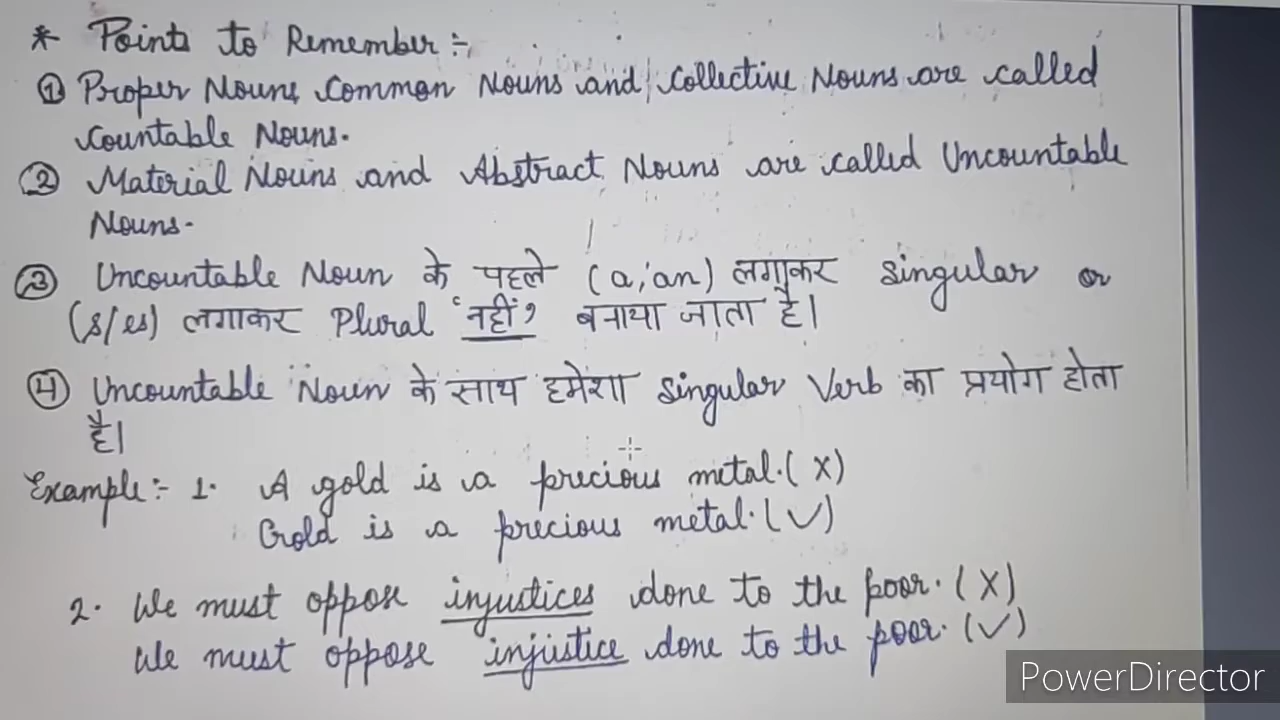 * Points to Remember :-
① Proper Nouns, Common Nouns and Collective Nouns are called
Countable Nouns.
② Material Nouns and Abstract Nouns are called Uncountable
Nouns.
③ Uncountable Noun के पहले (a, an) लगाकर singular or
(s/es) लगाकर Plural 'नहीं' बनाया जाता है।
④ Uncountable Noun के साथ हमेशा singular Verb का प्रयोग होता
है।
Example:- 1. A gold is a precious metal. (X)
Gold is a precious metal. (✓)
2. We must oppose injustices done to the poor. (X)
We must oppose injustice done to the poor. (✓)
PowerDirector